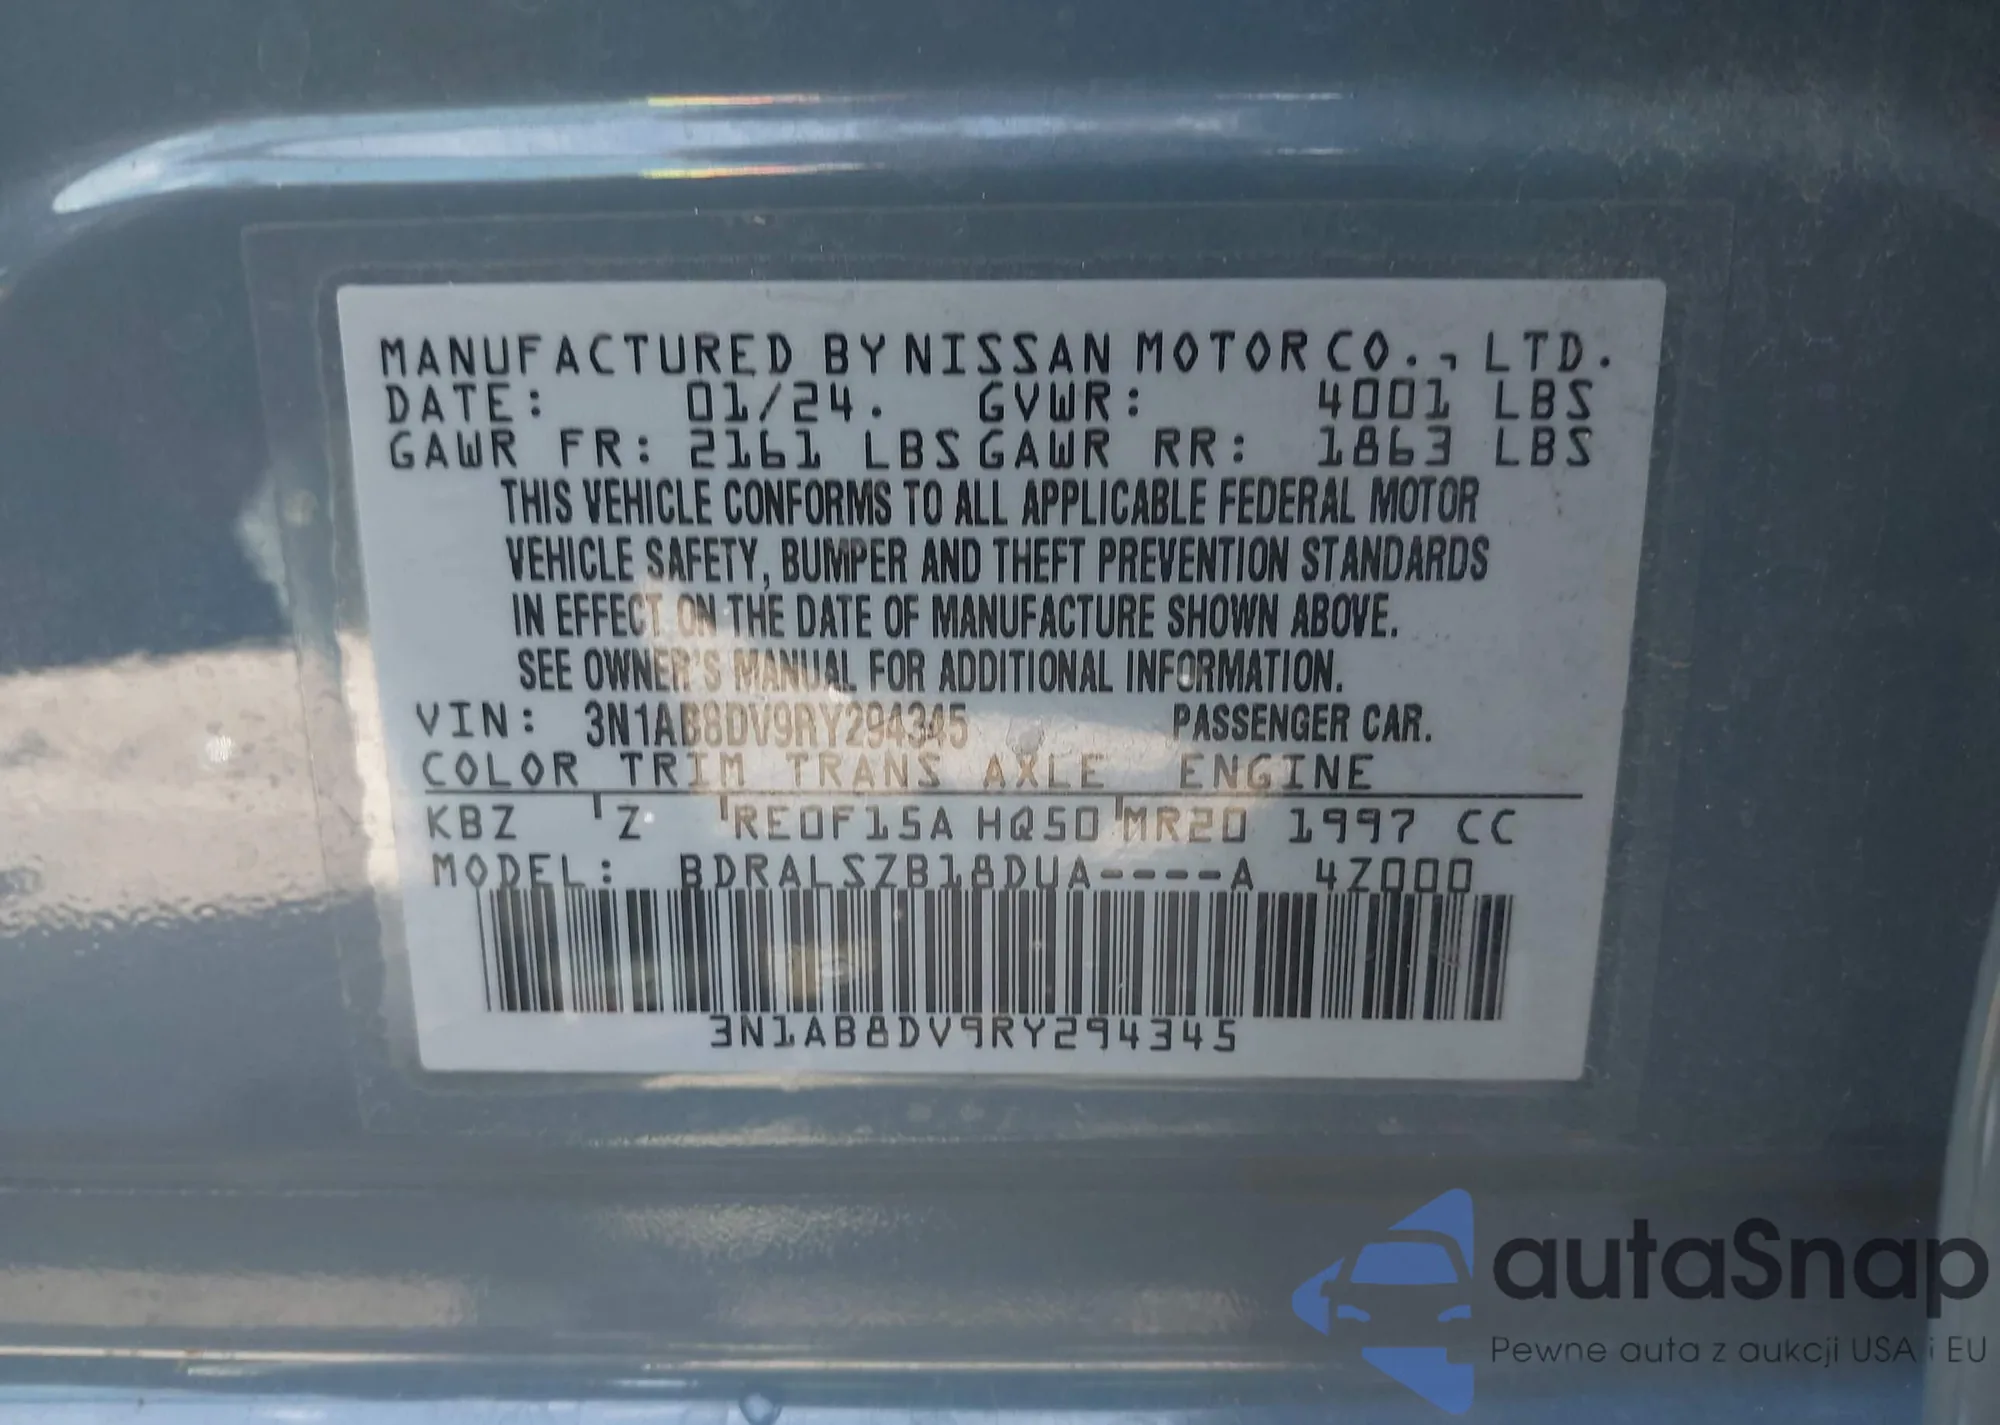 MANUFACTURED BY NISSAN MOTOR CO., LTD.
DATE: 01/24. GVWR: 4001 LBS
GAWR FR: 2161 LBS GAWR RR: 1863 LBS
THIS VEHICLE CONFORMS TO ALL APPLICABLE FEDERAL MOTOR
VEHICLE SAFETY, BUMPER AND THEFT PREVENTION STANDARDS
IN EFFECT ON THE DATE OF MANUFACTURE SHOWN ABOVE.
SEE OWNER'S MANUAL FOR ADDITIONAL INFORMATION.
VIN: 3N1AB8DV9RY294345 PASSENGER CAR.
COLOR TRIM TRANS AXLE ENGINE
KBZ Z RE0F15A HQ50 MR20 1997 CC
MODEL: BDRALSZB18DUA----A 4Z000
3N1AB8DV9RY294345
autaSnap
Pewne auta z aukcji USA i EU